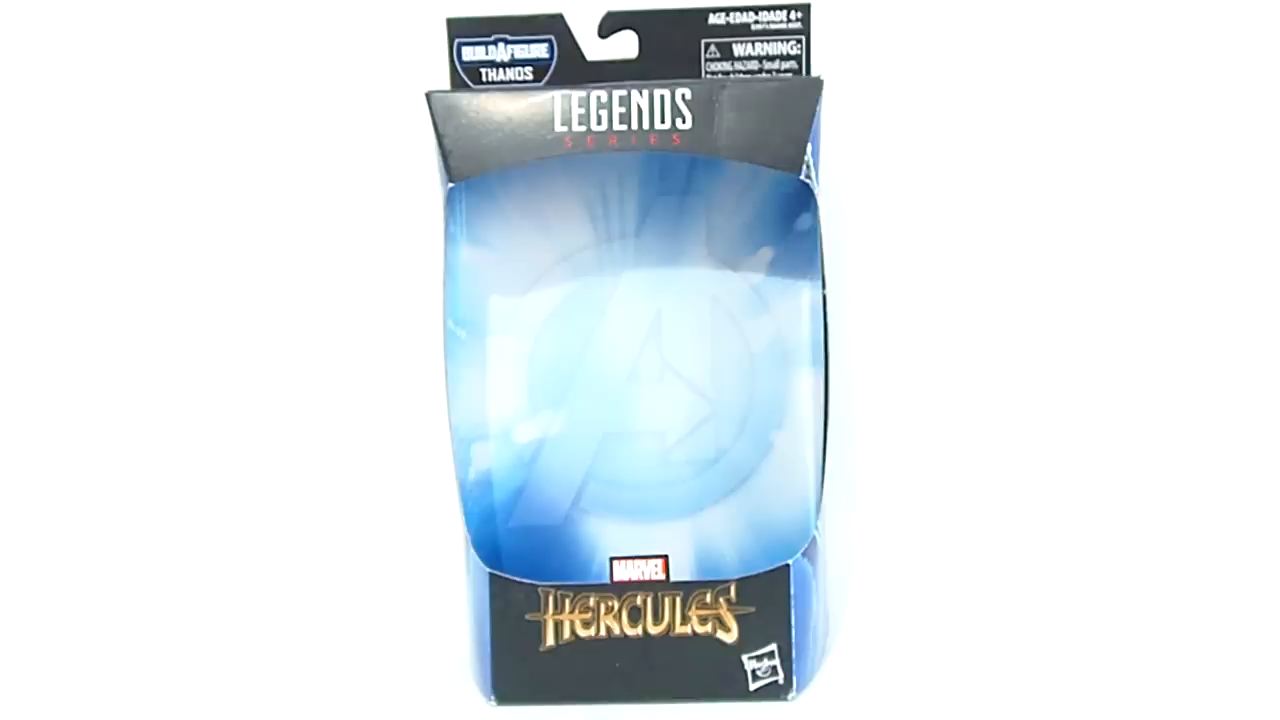 AGE-EDAD-IDADE 4+
BUILD A FIGURE
THANOS
⚠ WARNING:
CHOKING HAZARD-Small parts.
LEGENDS
SERIES
MARVEL
HERCULES
Hasbro